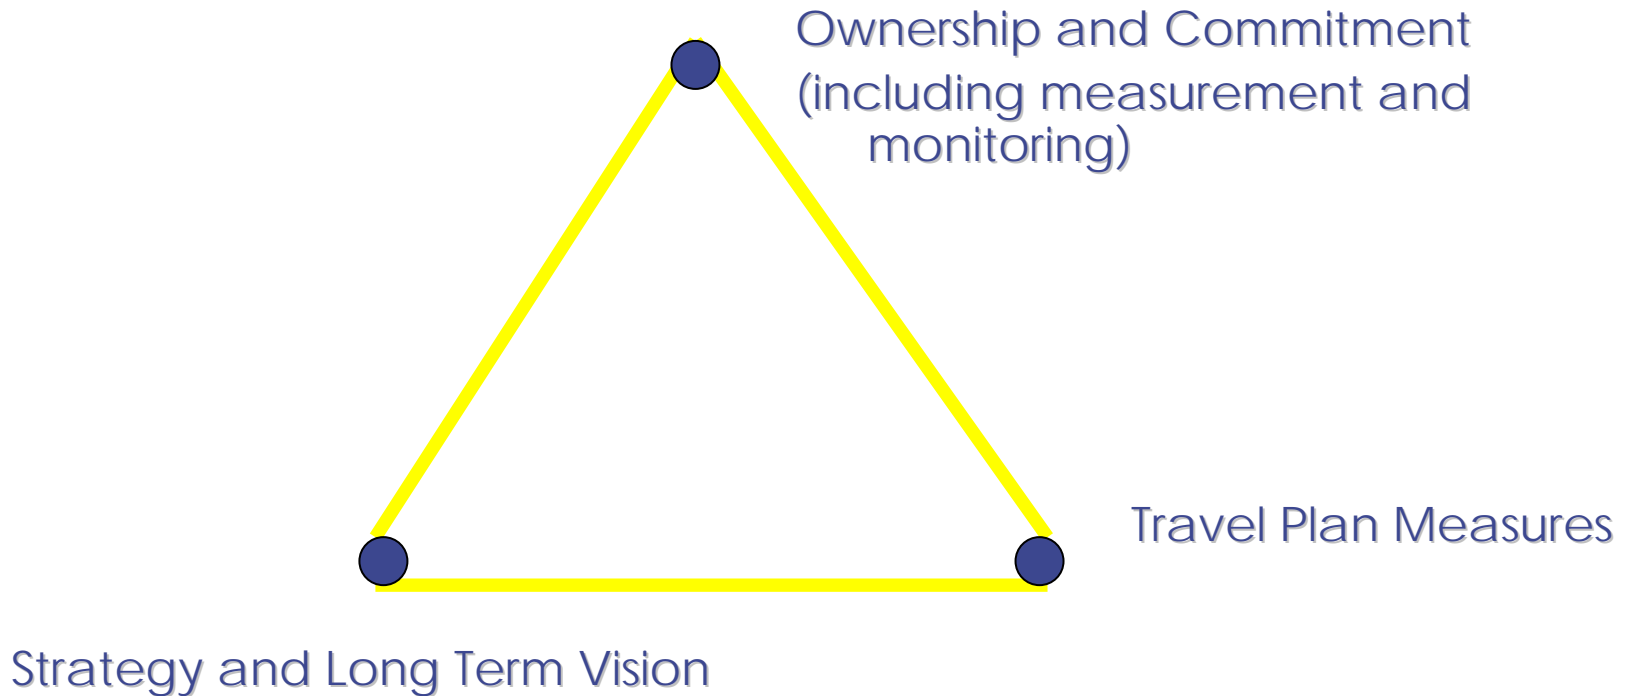 Ownership and Commitment
(including measurement and
monitoring)
Travel Plan Measures
Strategy and Long Term Vision